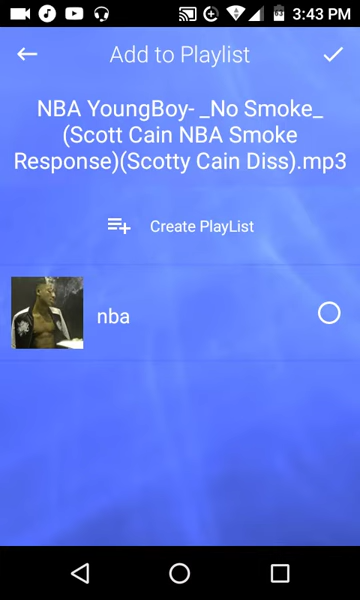 3:43 PM
Add to Playlist
NBA YoungBoy- _No Smoke_
(Scott Cain NBA Smoke
Response)(Scotty Cain Diss).mp3
Create PlayList
nba